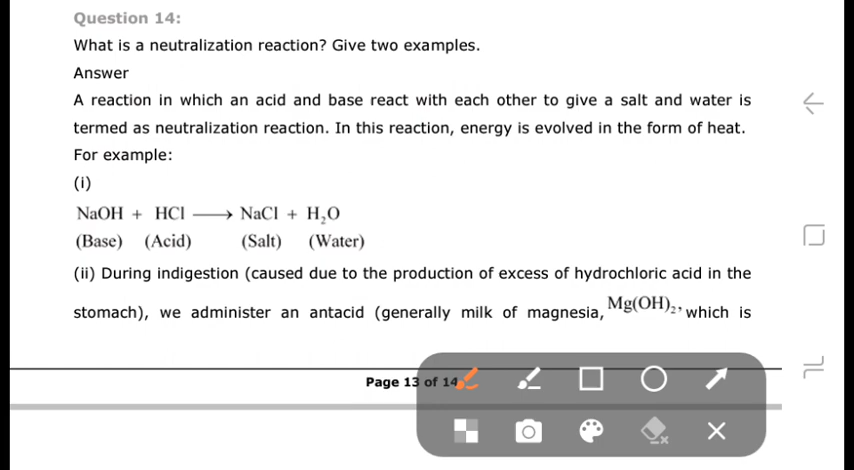 Question 14:
What is a neutralization reaction? Give two examples.
Answer
A reaction in which an acid and base react with each other to give a salt and water is
termed as neutralization reaction. In this reaction, energy is evolved in the form of heat.
For example:
(i)
NaOH + HCl ⟶ NaCl + H₂O
(Base) (Acid) (Salt) (Water)
(ii) During indigestion (caused due to the production of excess of hydrochloric acid in the
stomach), we administer an antacid (generally milk of magnesia, Mg(OH)₂, which is
Page 13 of 14